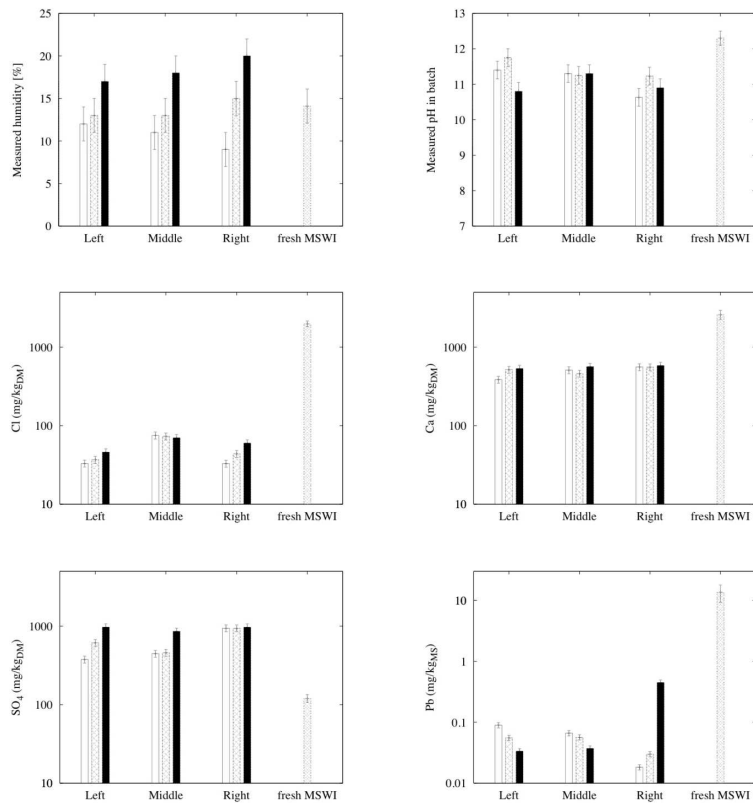 Measured humidity [%]
25
20
15
10
5
0
Left Middle Right fresh MSWI
Measured pH in batch
13
12
11
10
9
8
7
Left Middle Right fresh MSWI
Cl (mg/kgDM)
1000
100
10
Left Middle Right fresh MSWI
Ca (mg/kgDM)
1000
100
10
Left Middle Right fresh MSWI
SO4 (mg/kgDM)
1000
100
10
Left Middle Right fresh MSWI
Pb (mg/kgMS)
10
1
0.1
0.01
Left Middle Right fresh MSWI